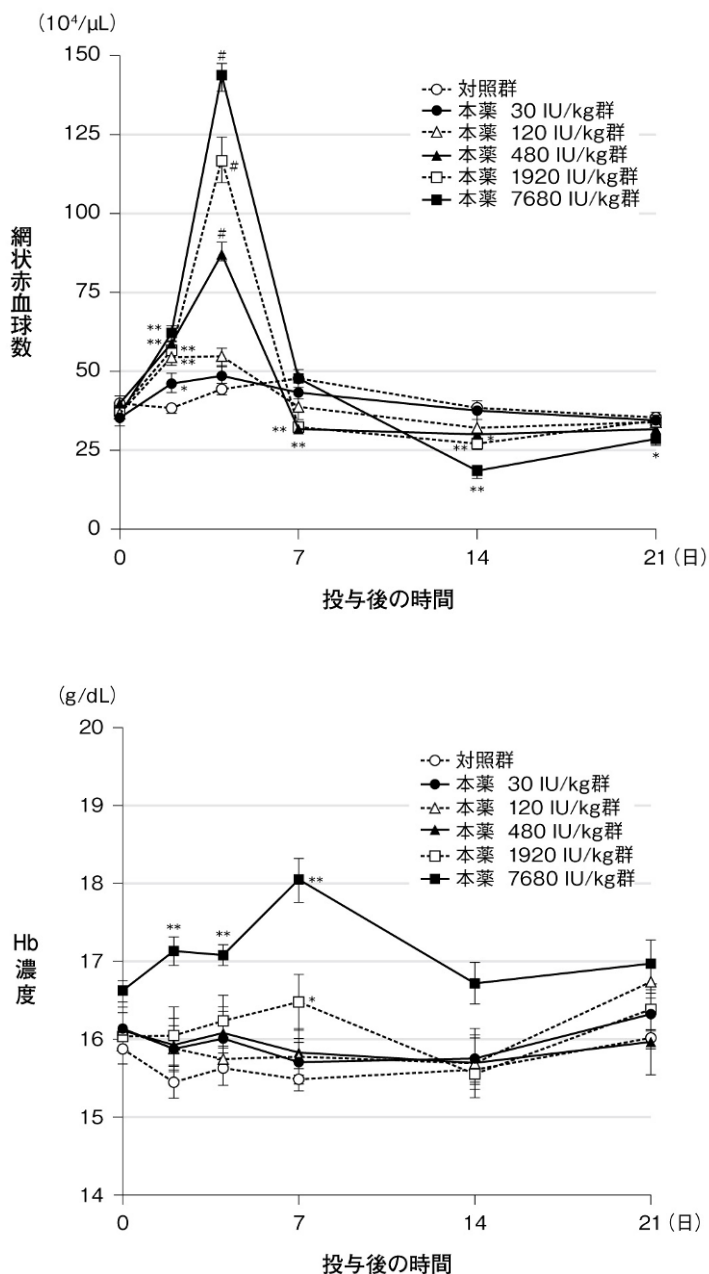 (10⁴/μL)
150
125
100
75
50
25
0
網状赤血球数
対照群
本薬 30 IU/kg群
本薬 120 IU/kg群
本薬 480 IU/kg群
本薬 1920 IU/kg群
本薬 7680 IU/kg群
#
#
#
**
**
**
**
*
**
**
**
*
**
*
0 7 14 21 (日)
投与後の時間
(g/dL)
20
19
18
17
16
15
14
Hb濃度
対照群
本薬 30 IU/kg群
本薬 120 IU/kg群
本薬 480 IU/kg群
本薬 1920 IU/kg群
本薬 7680 IU/kg群
**
**
**
*
0 7 14 21 (日)
投与後の時間